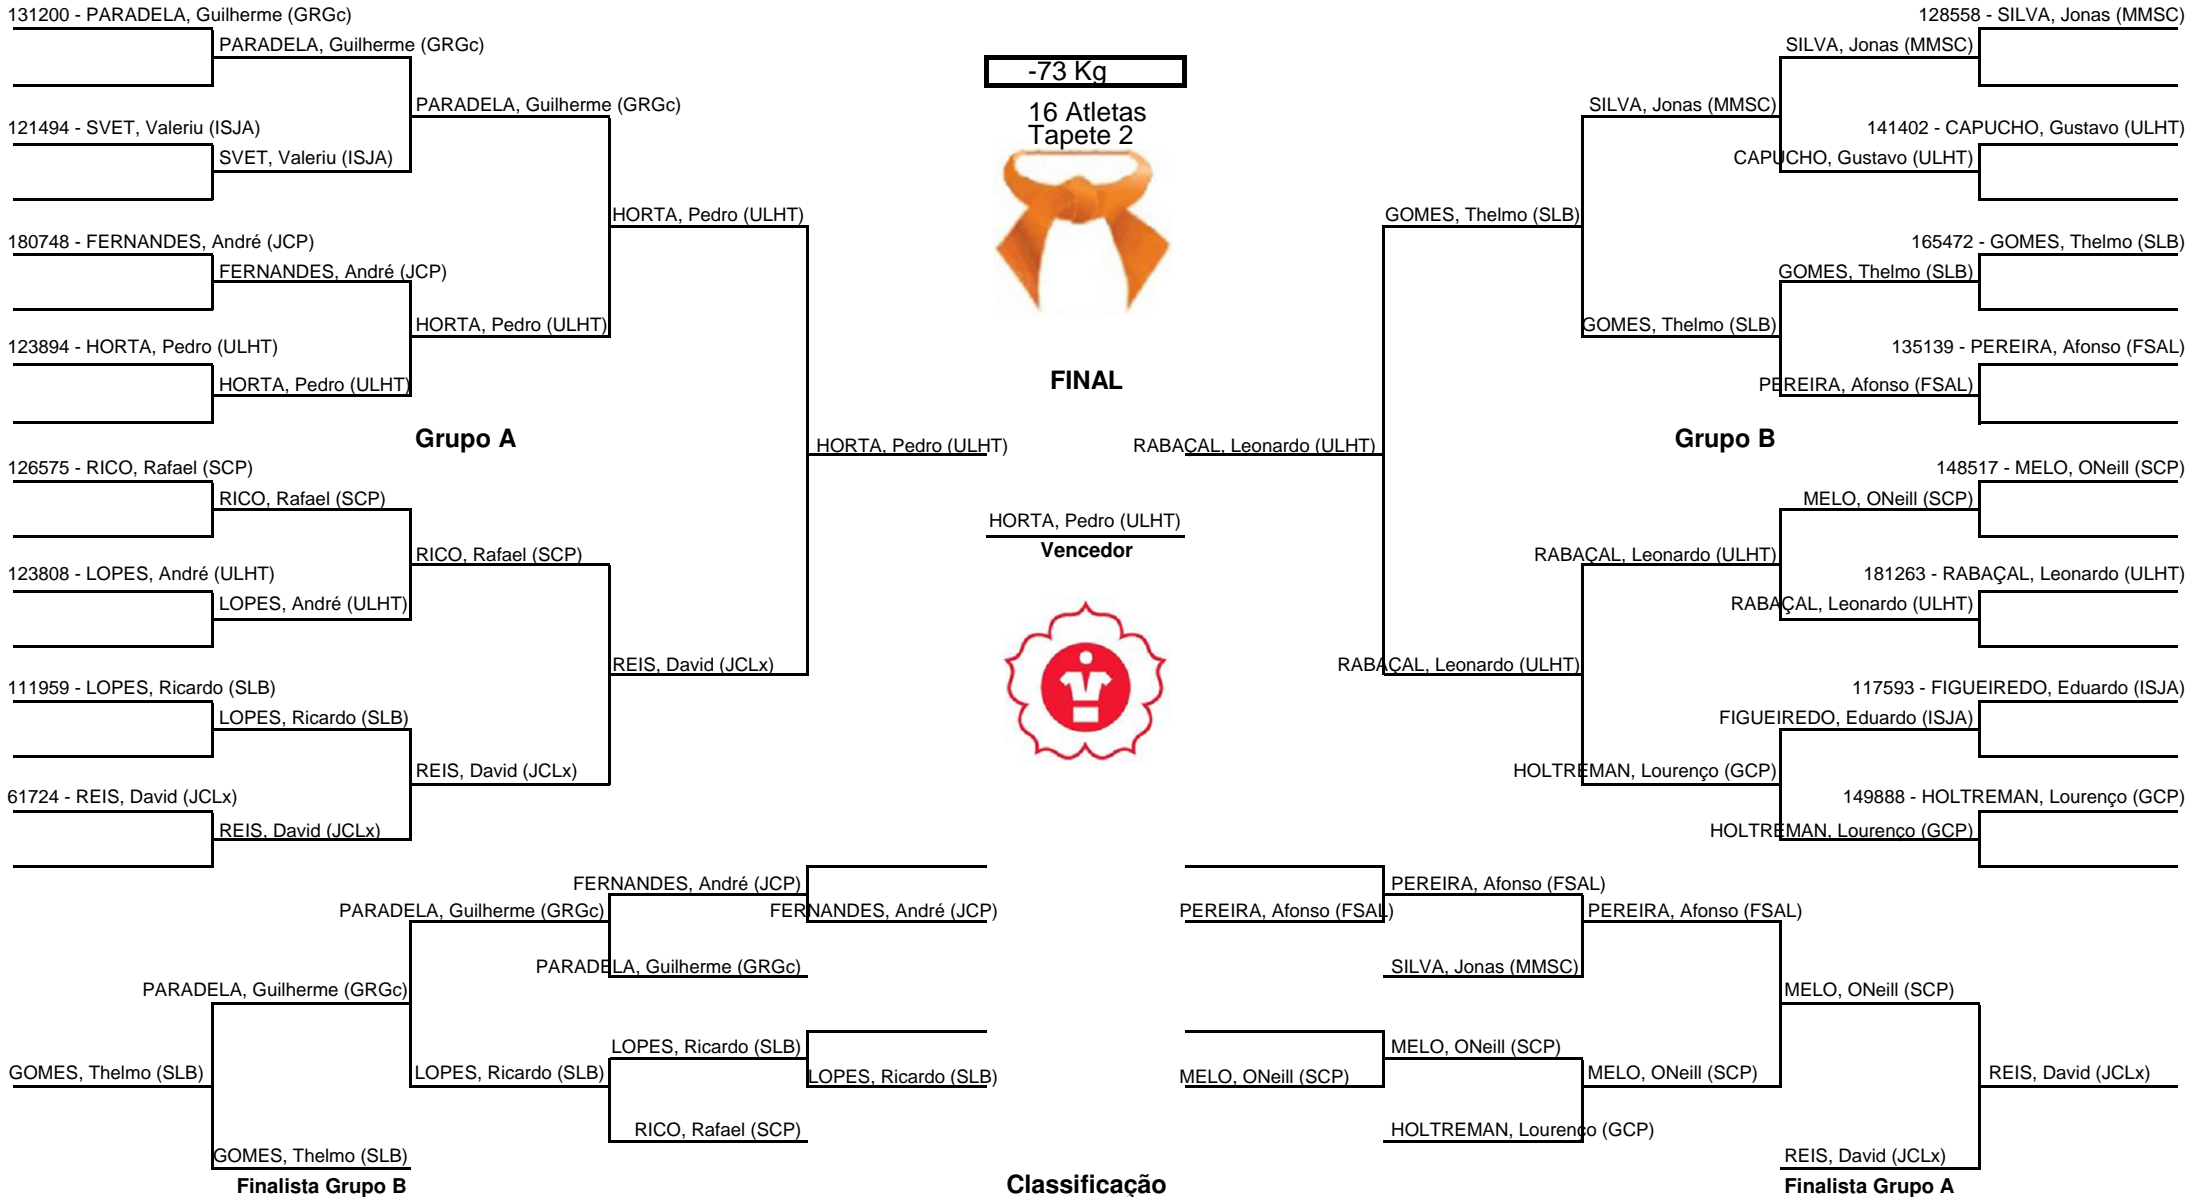 131200 - PARADELA, Guilherme (GRGc)
PARADELA, Guilherme (GRGc)
PARADELA, Guilherme (GRGc)
121494 - SVET, Valeriu (ISJA)
SVET, Valeriu (ISJA)
HORTA, Pedro (ULHT)
180748 - FERNANDES, André (JCP)
FERNANDES, André (JCP)
HORTA, Pedro (ULHT)
123894 - HORTA, Pedro (ULHT)
HORTA, Pedro (ULHT)
Grupo A
HORTA, Pedro (ULHT)
126575 - RICO, Rafael (SCP)
RICO, Rafael (SCP)
RICO, Rafael (SCP)
123808 - LOPES, André (ULHT)
LOPES, André (ULHT)
REIS, David (JCLx)
111959 - LOPES, Ricardo (SLB)
LOPES, Ricardo (SLB)
REIS, David (JCLx)
61724 - REIS, David (JCLx)
REIS, David (JCLx)
-73 Kg
16 Atletas
Tapete 2
FINAL
HORTA, Pedro (ULHT)
Vencedor
128558 - SILVA, Jonas (MMSC)
SILVA, Jonas (MMSC)
SILVA, Jonas (MMSC)
141402 - CAPUCHO, Gustavo (ULHT)
CAPUCHO, Gustavo (ULHT)
GOMES, Thelmo (SLB)
165472 - GOMES, Thelmo (SLB)
GOMES, Thelmo (SLB)
GOMES, Thelmo (SLB)
135139 - PEREIRA, Afonso (FSAL)
PEREIRA, Afonso (FSAL)
Grupo B
RABAÇAL, Leonardo (ULHT)
148517 - MELO, ONeill (SCP)
MELO, ONeill (SCP)
RABAÇAL, Leonardo (ULHT)
181263 - RABAÇAL, Leonardo (ULHT)
RABAÇAL, Leonardo (ULHT)
RABAÇAL, Leonardo (ULHT)
117593 - FIGUEIREDO, Eduardo (ISJA)
FIGUEIREDO, Eduardo (ISJA)
HOLTREMAN, Lourenço (GCP)
149888 - HOLTREMAN, Lourenço (GCP)
HOLTREMAN, Lourenço (GCP)
FERNANDES, André (JCP)
PARADELA, Guilherme (GRGc)
FERNANDES, André (JCP)
PARADELA, Guilherme (GRGc)
PARADELA, Guilherme (GRGc)
LOPES, Ricardo (SLB)
GOMES, Thelmo (SLB)
LOPES, Ricardo (SLB)
LOPES, Ricardo (SLB)
RICO, Rafael (SCP)
GOMES, Thelmo (SLB)
Finalista Grupo B
PEREIRA, Afonso (FSAL)
PEREIRA, Afonso (FSAL)
PEREIRA, Afonso (FSAL)
SILVA, Jonas (MMSC)
MELO, ONeill (SCP)
MELO, ONeill (SCP)
MELO, ONeill (SCP)
MELO, ONeill (SCP)
REIS, David (JCLx)
HOLTREMAN, Lourenço (GCP)
REIS, David (JCLx)
Finalista Grupo A
Classificação